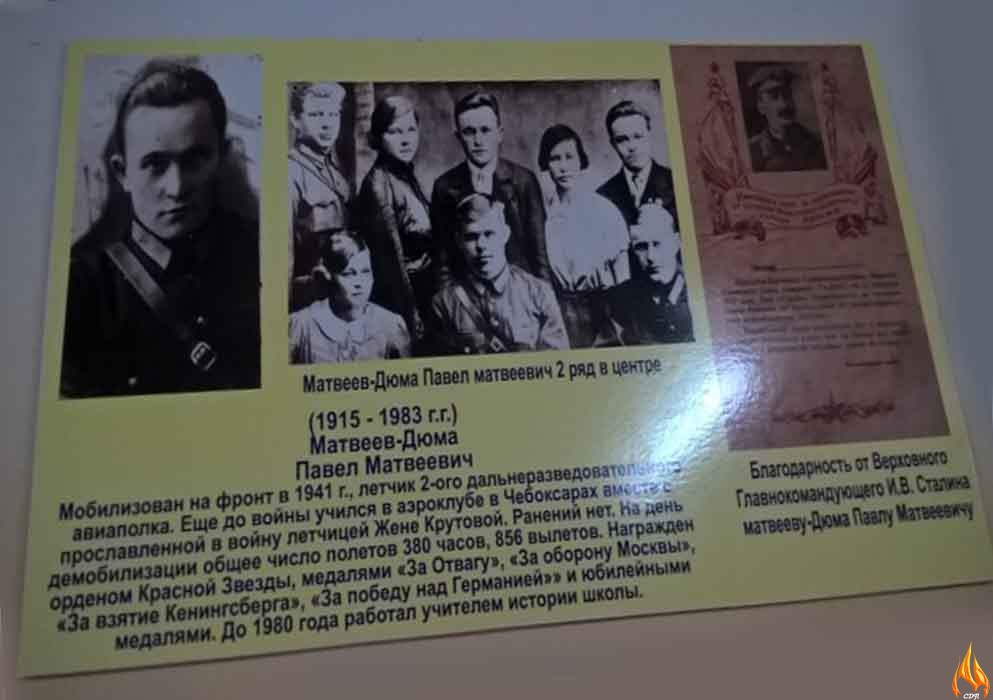 Матвеев-Дюма Павел матвеевич 2 ряд в центре
(1915 - 1983 г.г.)
Матвеев-Дюма
Павел Матвеевич
Мобилизован на фронт в 1941 г., летчик 2-ого дальнеразведовательного
авиаполка. Еще до войны учился в аэроклубе в Чебоксарах вместе с
прославленной в войну летчицей Жене Крутовой. Ранений нет. На день
демобилизации общее число полетов 380 часов, 856 вылетов. Награжден
орденом Красной Звезды, медалями «За Отвагу», «За оборону Москвы»,
«За взятие Кенингсберга», «За победу над Германией»» и юбилейными
медалями. До 1980 года работал учителем истории школы.
Благодарность от Верховного
Главнокомандующего И.В. Сталина
матвееву-Дюма Павлу Матвеевичу